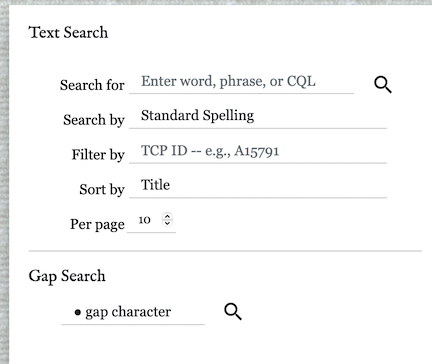 Text Search
Search for Enter word, phrase, or CQL
Search by Standard Spelling
Filter by TCP ID -- e.g., A15791
Sort by Title
Per page 10
Gap Search
● gap character